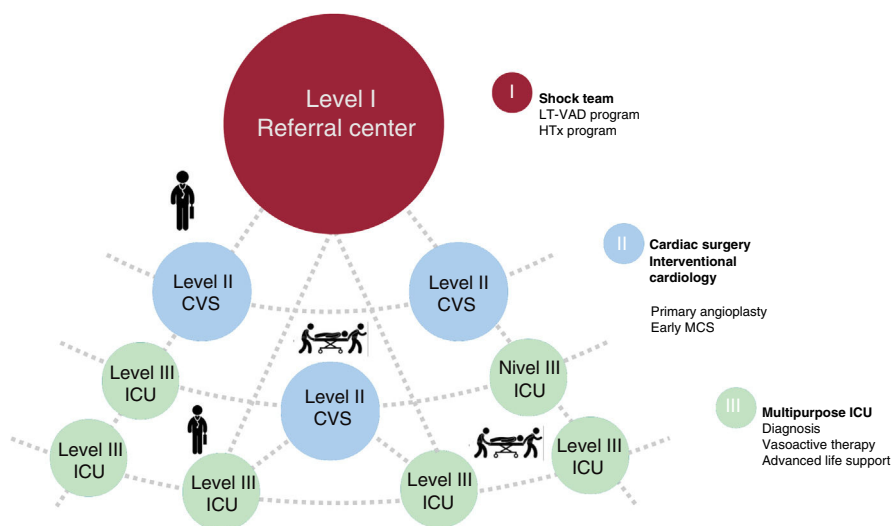 Level I
Referral center
I
Shock team
LT-VAD program
HTx program
Level II
CVS
Level II
CVS
II
Cardiac surgery
Interventional
cardiology
Primary angioplasty
Early MCS
Level III
ICU
Level II
CVS
Nivel III
ICU
III
Multipurpose ICU
Diagnosis
Vasoactive therapy
Advanced life support
Level III
ICU
Level III
ICU
Level III
ICU
Level III
ICU